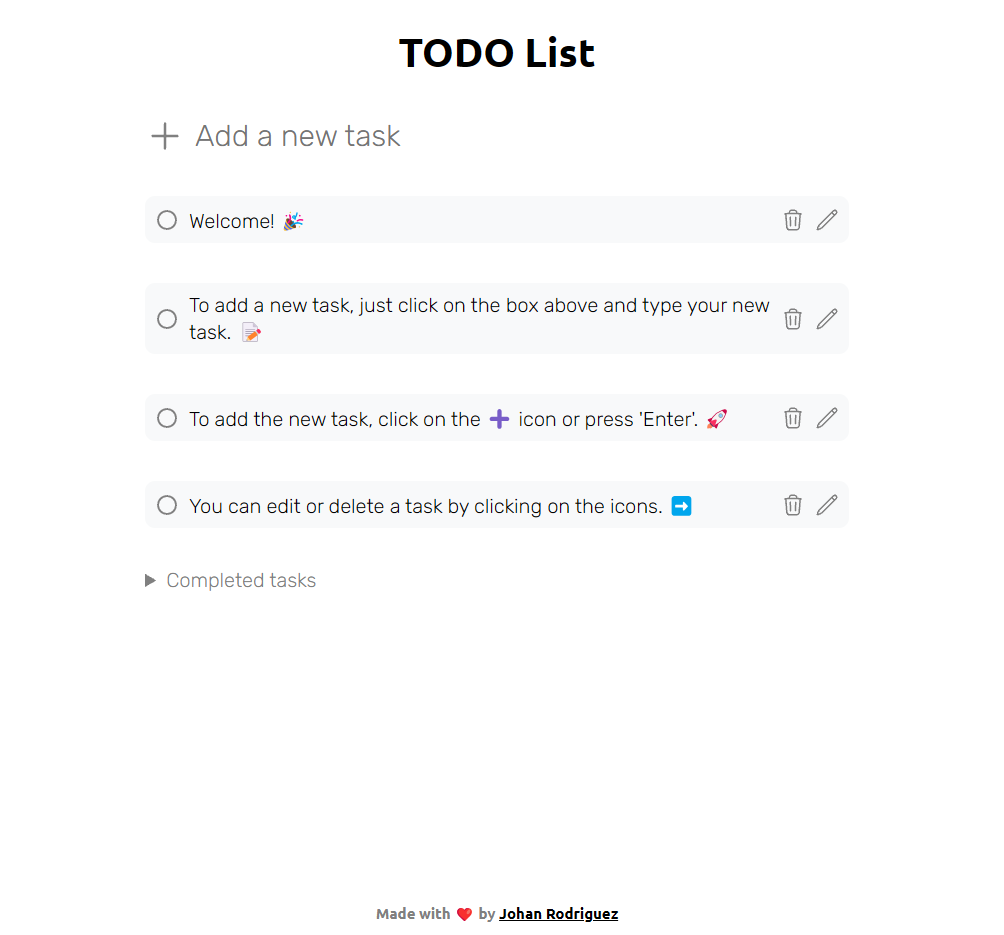 TODO List
Add a new task
Welcome! 🎉
To add a new task, just click on the box above and type your new
task. 📝
To add the new task, click on the ➕ icon or press 'Enter'. 🚀
You can edit or delete a task by clicking on the icons. ➡️
Completed tasks
Made with ❤️ by Johan Rodriguez